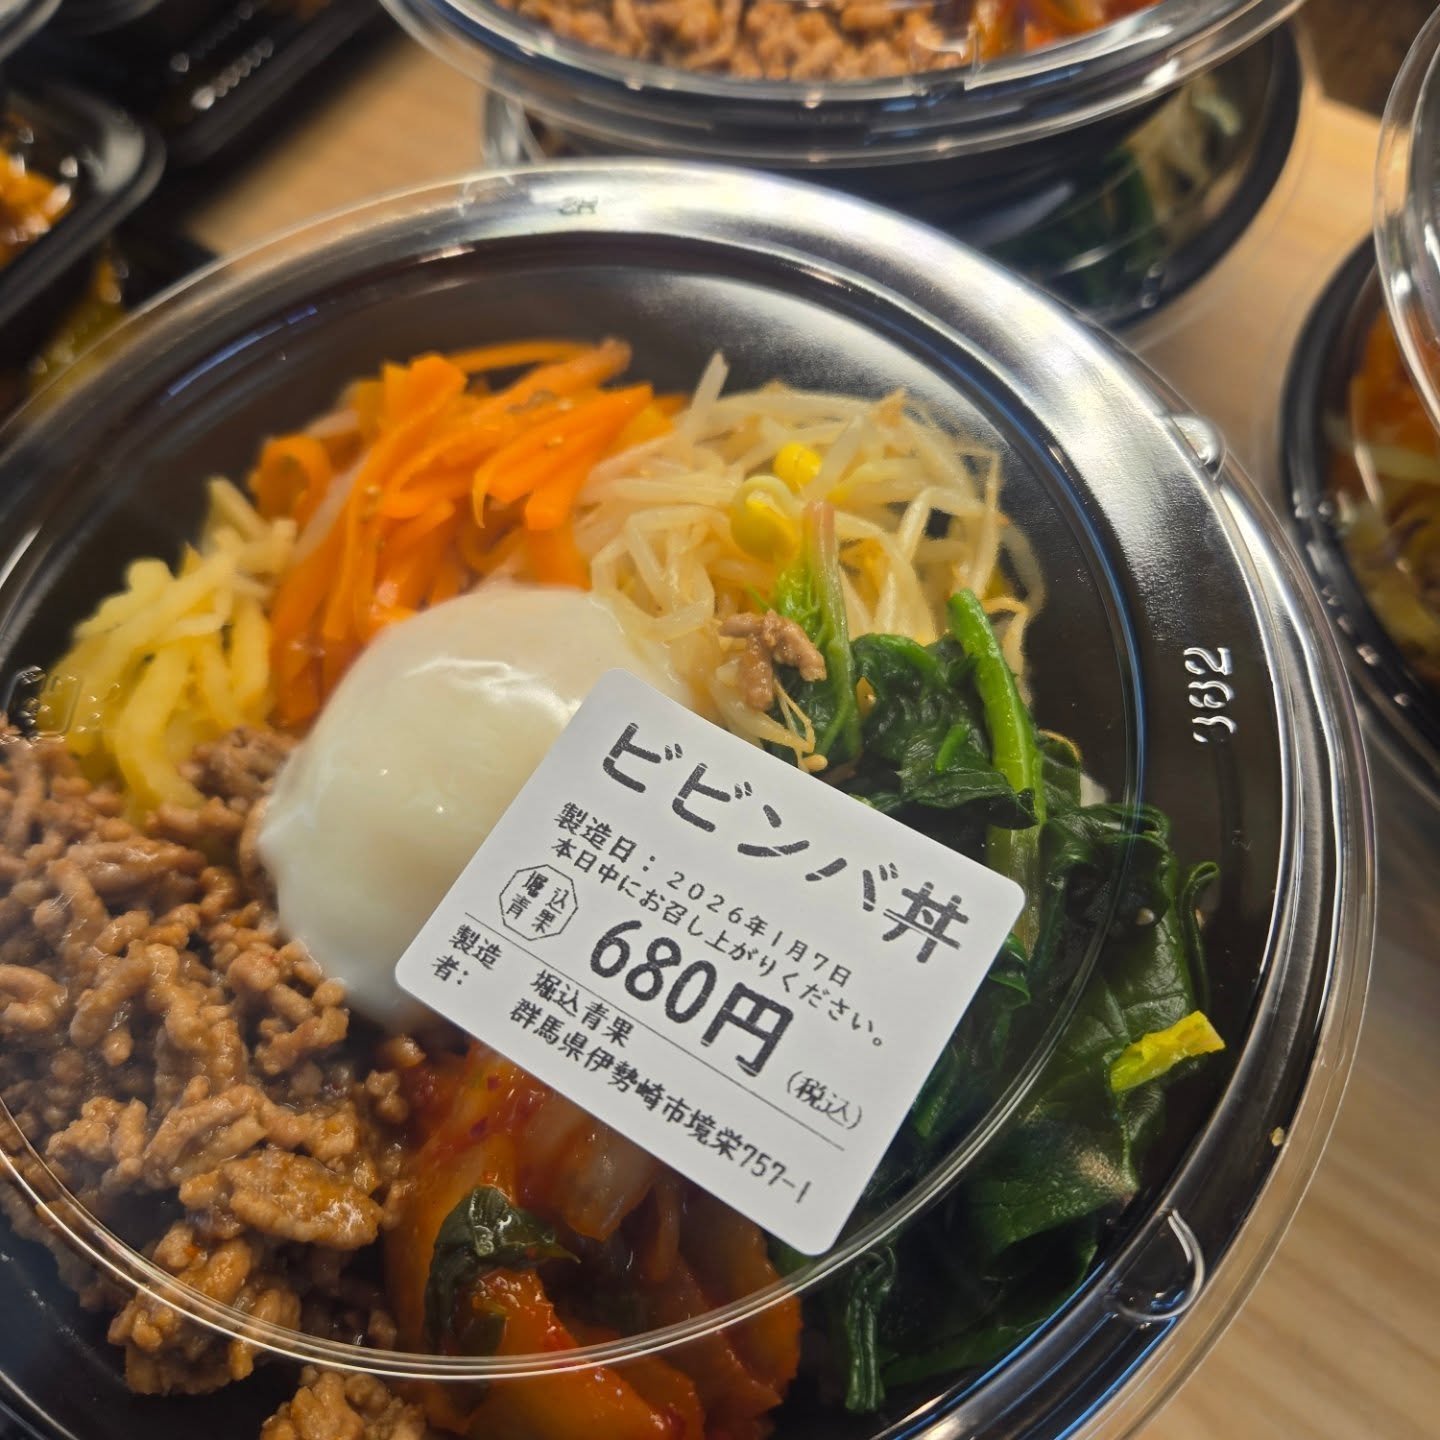 ビビンバ丼
製造日：2026年1月7日
本日中にお召し上がりください。
堀込
青果
680円
(税込)
製造者：
堀込青果
群馬県伊勢崎市境栄757-1
382